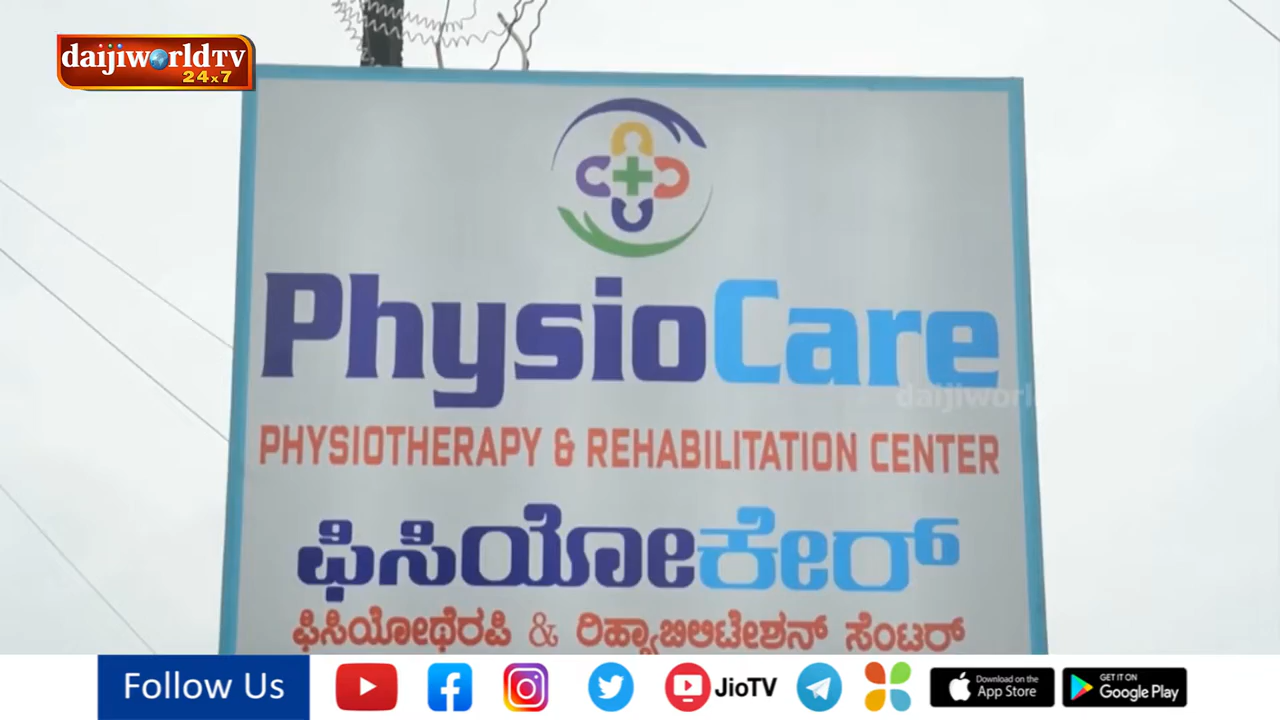 daijiworldTV
24x7
PhysioCare
daijiworl
PHYSIOTHERAPY & REHABILITATION CENTER
ಫಿಸಿಯೋಕೇರ್
ಫಿಸಿಯೋಥೆರಪಿ & ರಿಹ್ಯಾಬಿಲಿಟೇಶನ್ ಸೆಂಟರ್
Follow Us JioTV Download on the App Store GET IT ON Google Play